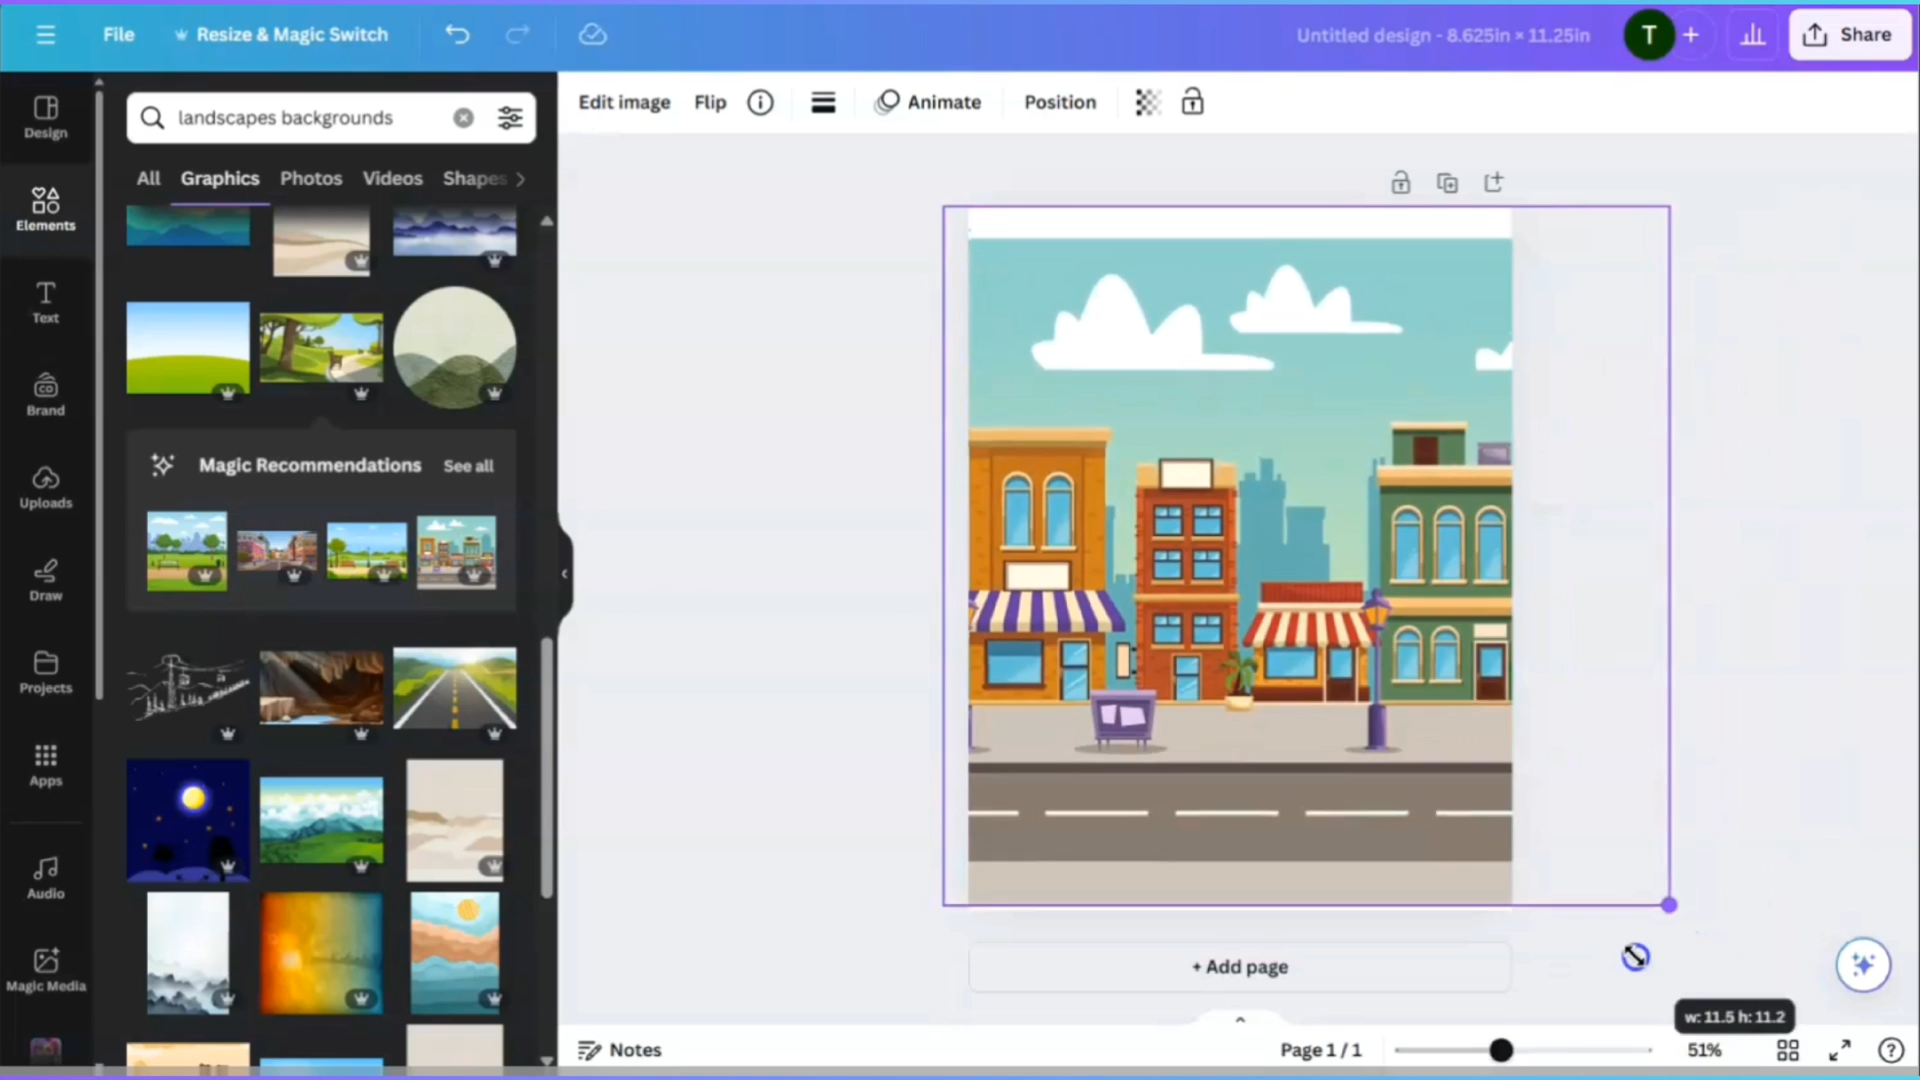 File
Resize & Magic Switch
Untitled design - 8.625in × 11.25in
T
Share
Design
Elements
Text
Brand
Uploads
Draw
Projects
Apps
Audio
Magic Media
landscapes backgrounds
All
Graphics
Photos
Videos
Shapes
Magic Recommendations
See all
Edit image
Flip
Animate
Position
+ Add page
w: 11.5 h: 11.2
Notes
Page 1 / 1
51%